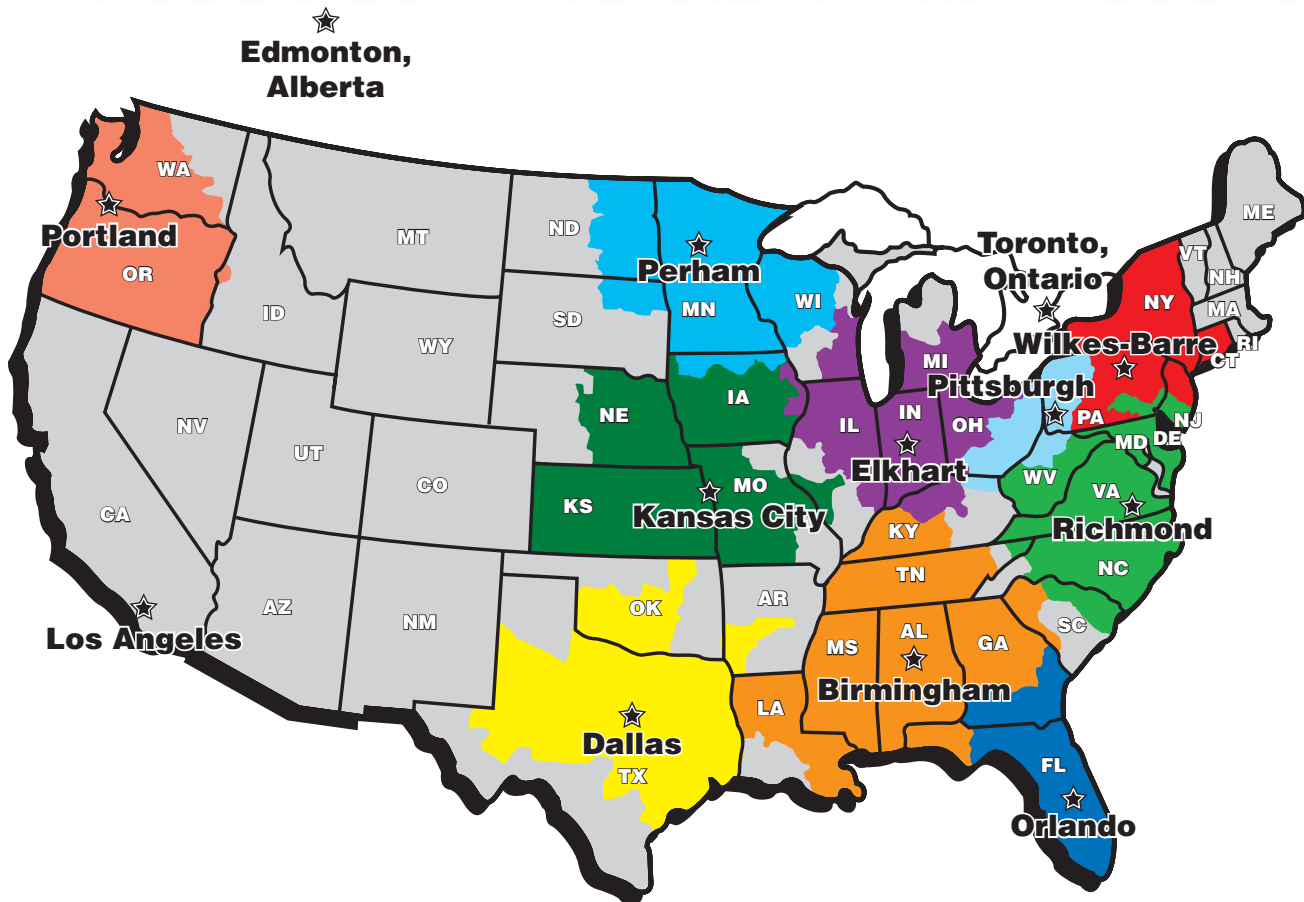 Edmonton,
Alberta
WA
Portland
OR
MT
ID
WY
NV
UT
CO
CA
Los Angeles
AZ
NM
ND
SD
Perham
MN
WI
NE
IA
KS
MO
Kansas City
OK
AR
Dallas
TX
LA
MS
AL
Birmingham
GA
TN
KY
IL
IN
Elkhart
OH
MI
Toronto,
Ontario
Wilkes-Barre
Pittsburgh
PA
NY
VT
NH
ME
MA
RI
CT
NJ
MD
DE
WV
VA
Richmond
NC
SC
FL
Orlando